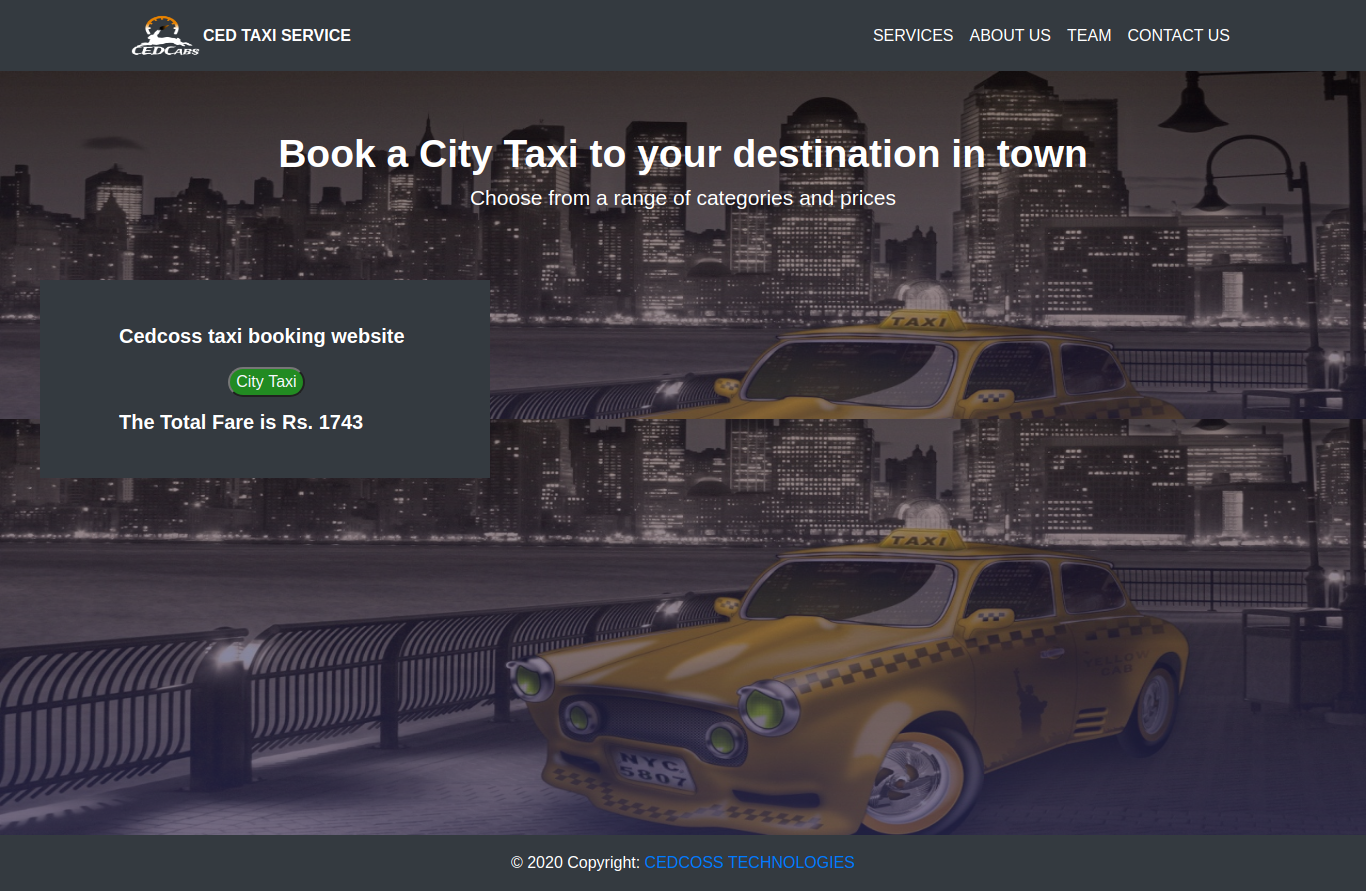 CEDCABS
CED TAXI SERVICE
SERVICES ABOUT US TEAM CONTACT US
Book a City Taxi to your destination in town
Choose from a range of categories and prices
TAXI
Cedcoss taxi booking website
City Taxi
The Total Fare is Rs. 1743
TAXI
YELLOW
CAB
NYC
5807
© 2020 Copyright: CEDCOSS TECHNOLOGIES